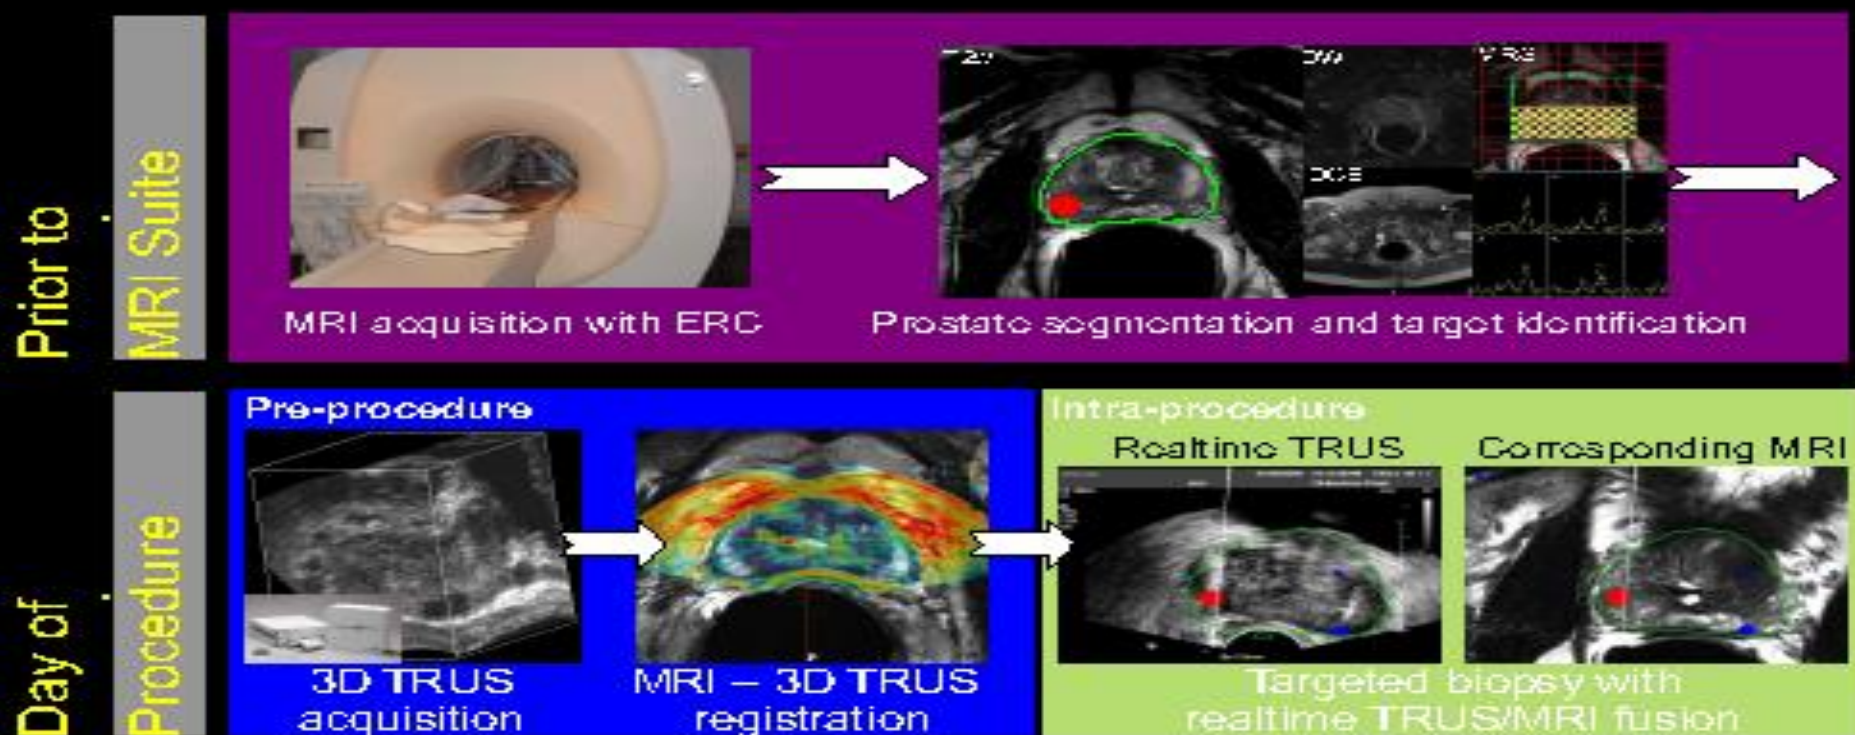 Prior to
MRI Suite
T2W
DW
MRS
DCE
MRI acquisition with ERC
Prostate segmentation and target identification
Day of
Procedure
Pre-procedure
3D TRUS
acquisition
MRI – 3D TRUS
registration
Intra-procedure
Realtime TRUS
Corresponding MRI
Targeted biopsy with
realtime TRUS/MRI fusion